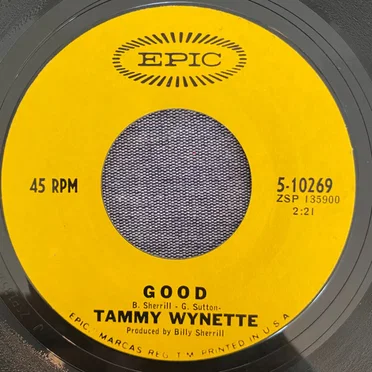 EPIC
45 RPM
5-10269
ZSP 135900
2:21
GOOD
B. Sherrill - G. Sutton-
TAMMY WYNETTE
Produced by Billy Sherrill
EPIC, MARCAS REG. T.M. PRINTED IN U.S.A.